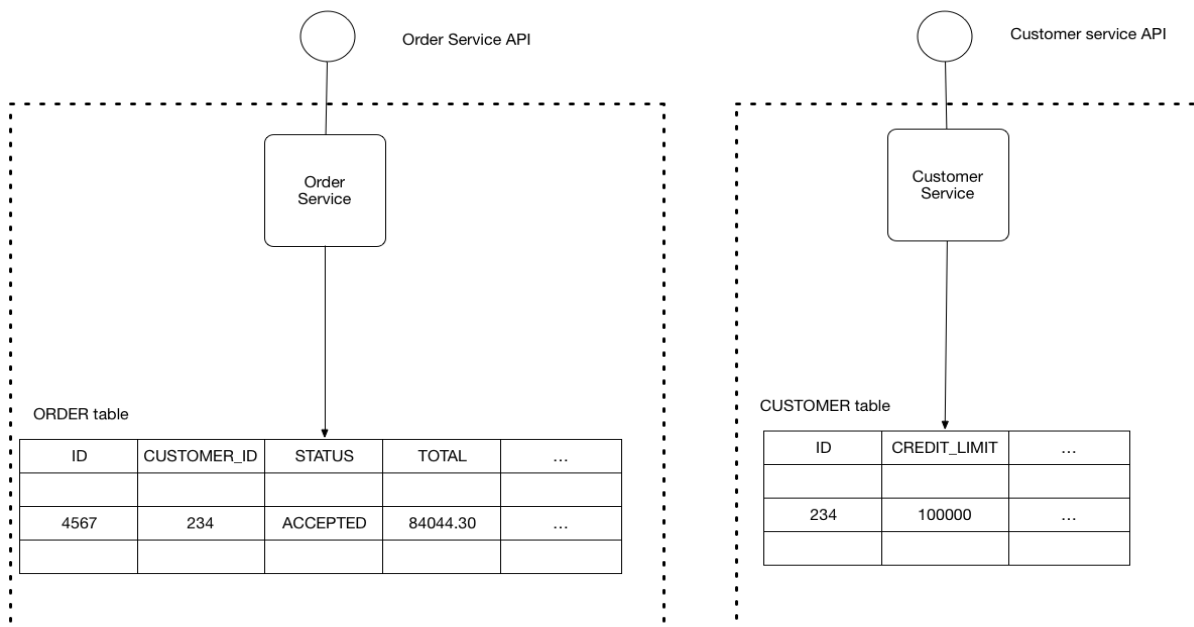 Order Service API
Customer service API
Order
Service
Customer
Service
ORDER table
ID CUSTOMER_ID STATUS TOTAL ...
4567 234 ACCEPTED 84044.30 ...
CUSTOMER table
ID CREDIT_LIMIT ...
234 100000 ...